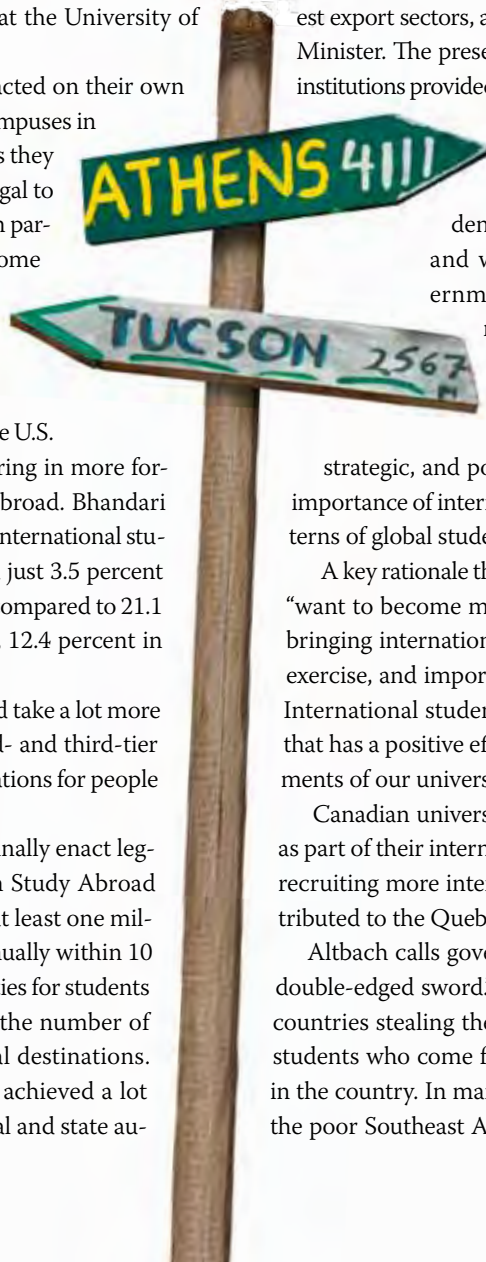 at the University of
acted on their own
mpuses in
s they
gal to
n par-
ome
e U.S.
ring in more for-
broad. Bhandari
nternational stu-
just 3.5 percent
ompared to 21.1
12.4 percent in
d take a lot more
d- and third-tier
ations for people
nally enact leg-
n Study Abroad
t least one mil-
ually within 10
ies for students
the number of
al destinations.
achieved a lot
al and state au-
ATHENS 4111
TUCSON 2567
M
est export sectors, a
Minister. The prese
institutions provided
den
and w
ernm
strategic, and po
importance of inter
terns of global stude
A key rationale th
“want to become m
bringing internation
exercise, and impor
International studen
that has a positive ef
ments of our univers
Canadian univers
as part of their intern
recruiting more inte
tributed to the Queb
Altbach calls gove
double-edged sword.
countries stealing the
students who come f
in the country. In ma
the poor Southeast A